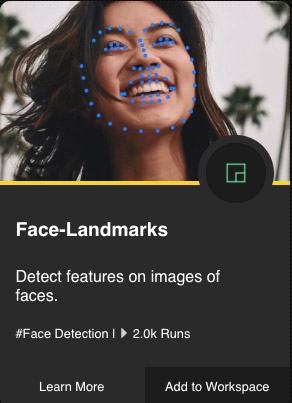 Face-Landmarks
Detect features on images of
faces.
#Face Detection | 2.0k Runs
Learn More
Add to Workspace